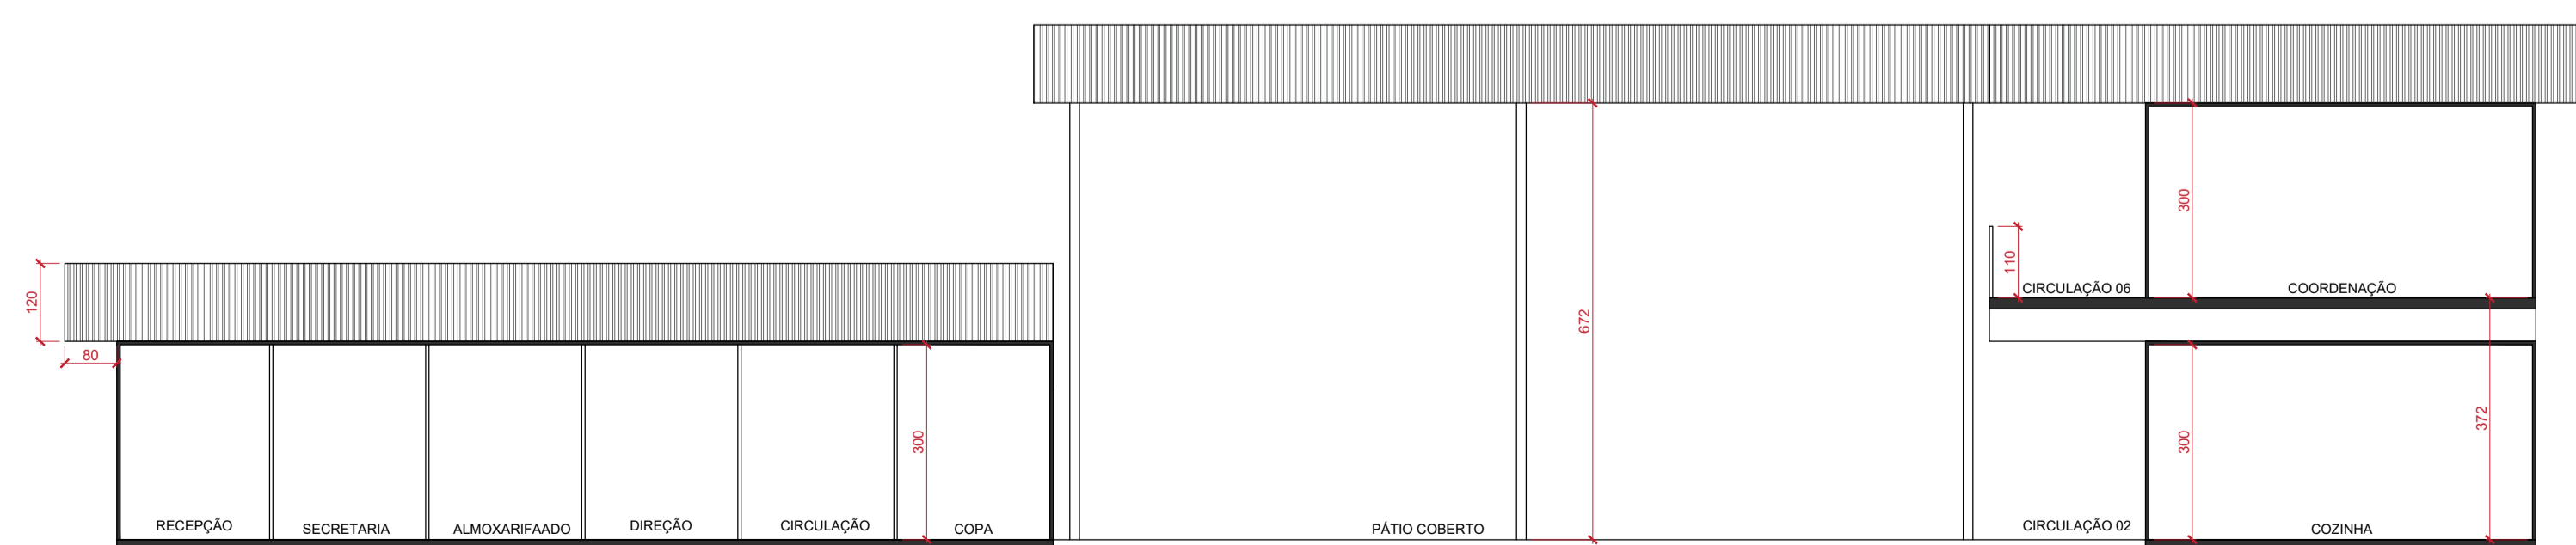 672
300
110
CIRCULAÇÃO 06
COORDENAÇÃO
120
80
300
300
372
RECEPÇÃO
SECRETARIA
ALMOXARIFAADO
DIREÇÃO
CIRCULAÇÃO
COPA
PÁTIO COBERTO
CIRCULAÇÃO 02
COZINHA